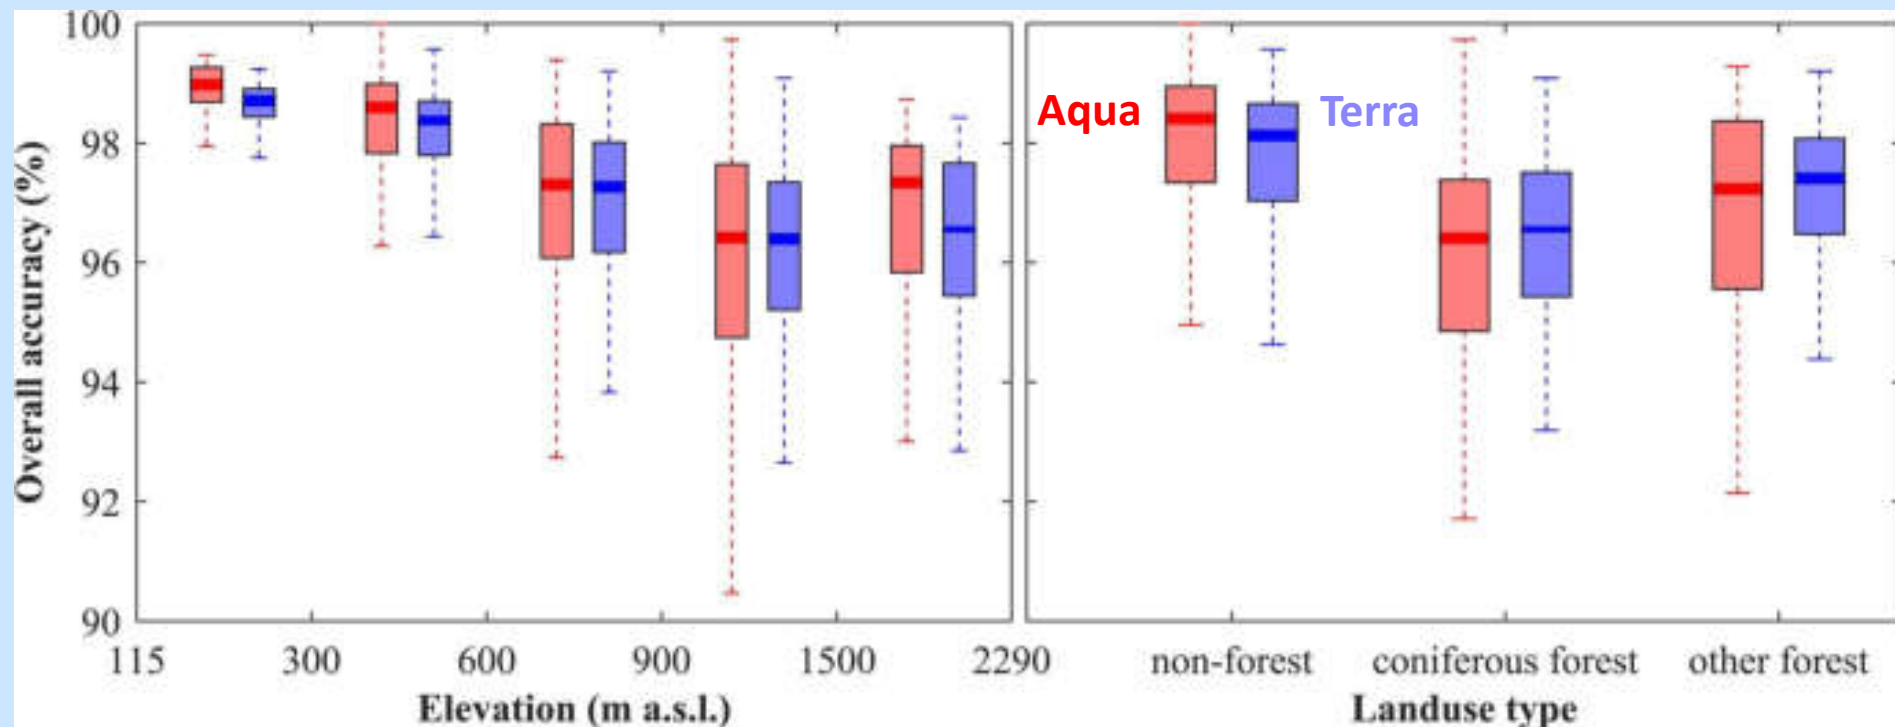 Overall accuracy (%)
100
98
96
94
92
90
115 300 600 900 1500 2290
Elevation (m a.s.l.)
Aqua Terra
non-forest coniferous forest other forest
Landuse type